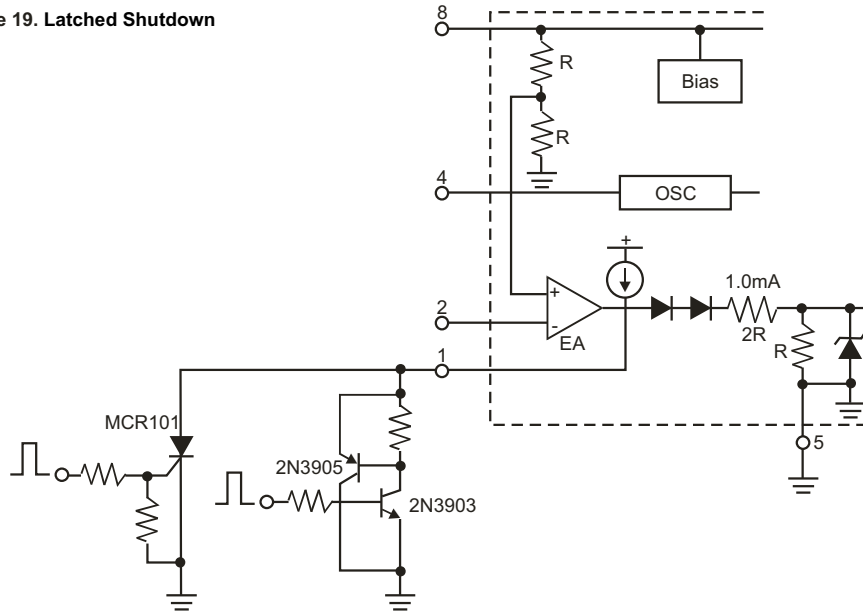 e 19. Latched Shutdown
8
R
Bias
R
4
OSC
+
1.0mA
2
+
-
EA
2R
R
1
MCR101
2N3905
2N3903
5